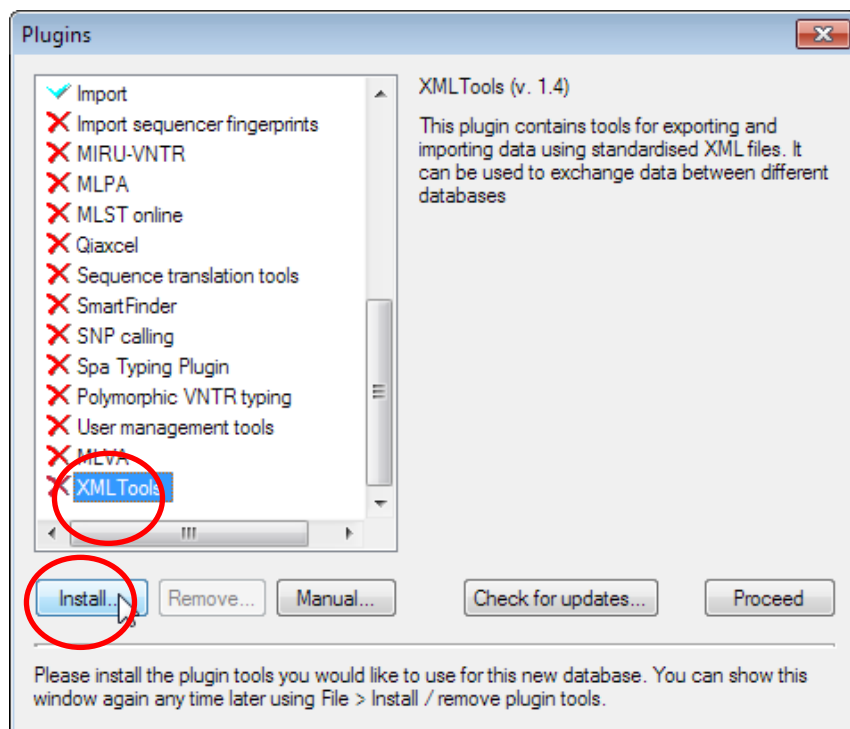 Plugins
Import
Import sequencer fingerprints
MIRU-VNTR
MLPA
MLST online
Qiaxcel
Sequence translation tools
SmartFinder
SNP calling
Spa Typing Plugin
Polymorphic VNTR typing
User management tools
MLVA
XMLTools
XMLTools (v. 1.4)
This plugin contains tools for exporting and
importing data using standardised XML files. It
can be used to exchange data between different
databases
Install...
Remove...
Manual...
Check for updates...
Proceed
Please install the plugin tools you would like to use for this new database. You can show this
window again any time later using File > Install / remove plugin tools.